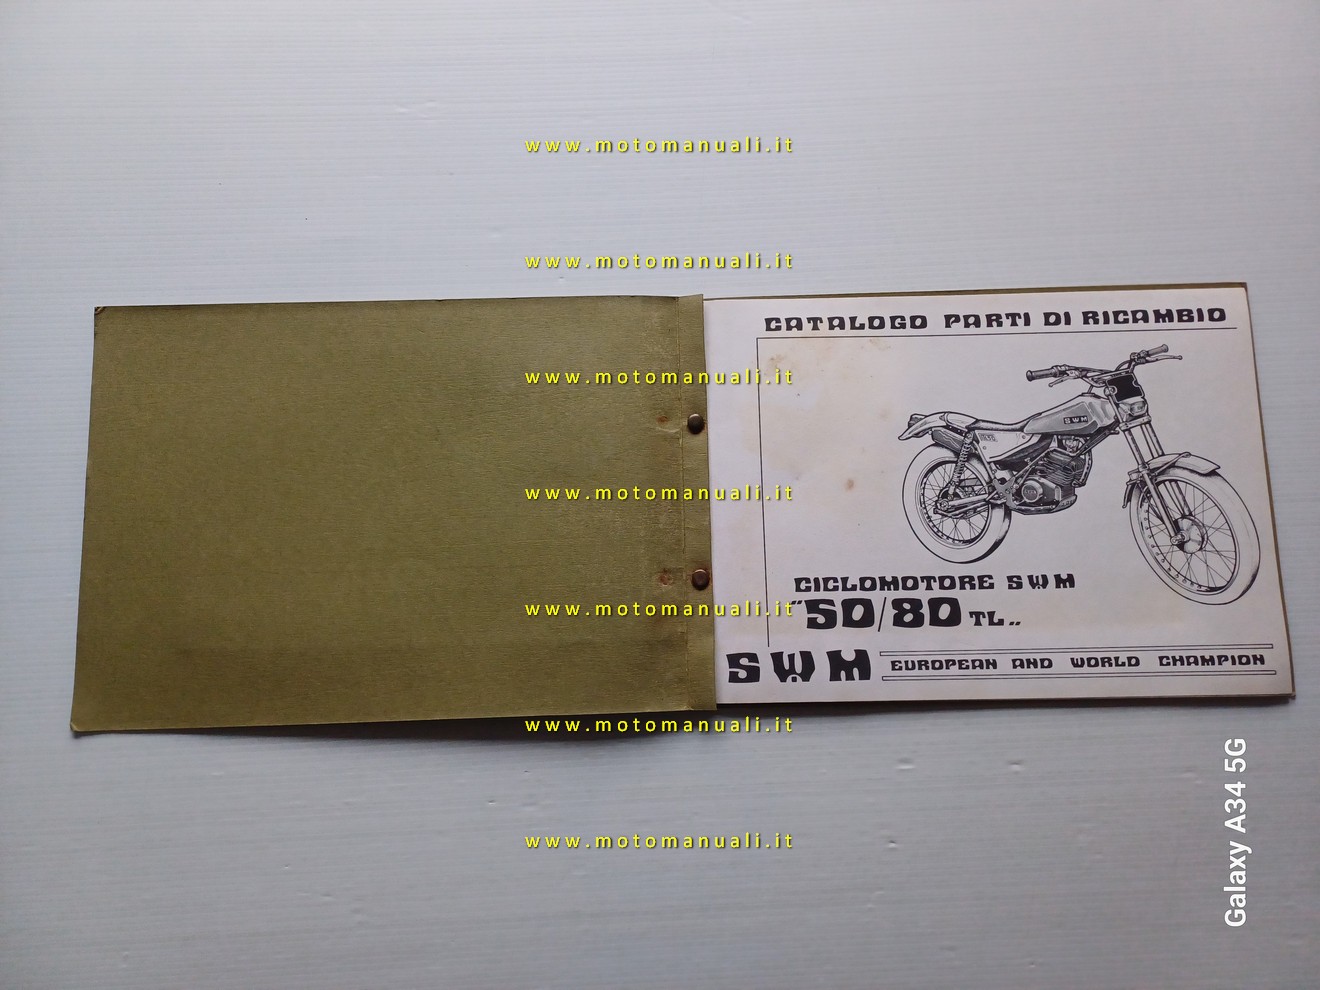 www.motomanuali.it
www.motomanuali.it
CATALOGO PARTI DI RICAMBIO
www.motomanuali.it
SWM
www.motomanuali.it
CICLOMOTORE SWM
www.motomanuali.it
"50/80 TL„
SWM EUROPEAN AND WORLD CHAMPION
www.motomanuali.it
www.motomanuali.it
Galaxy A34 5G